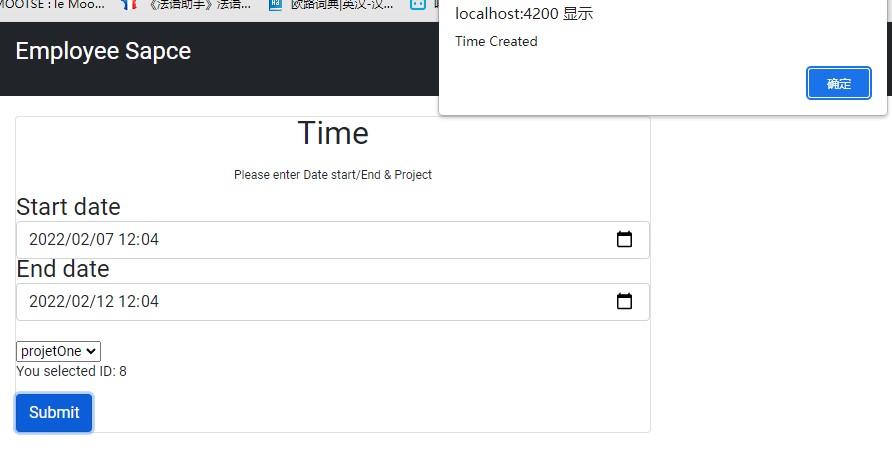 MOOTSE : le Moo... 《法语助手》法语... 欧路词典|英汉-汉...
localhost:4200 显示
Time Created
确定
Employee Sapce
Time
Please enter Date start/End & Project
Start date
2022/02/07 12:04
End date
2022/02/12 12:04
projetOne
You selected ID: 8
Submit